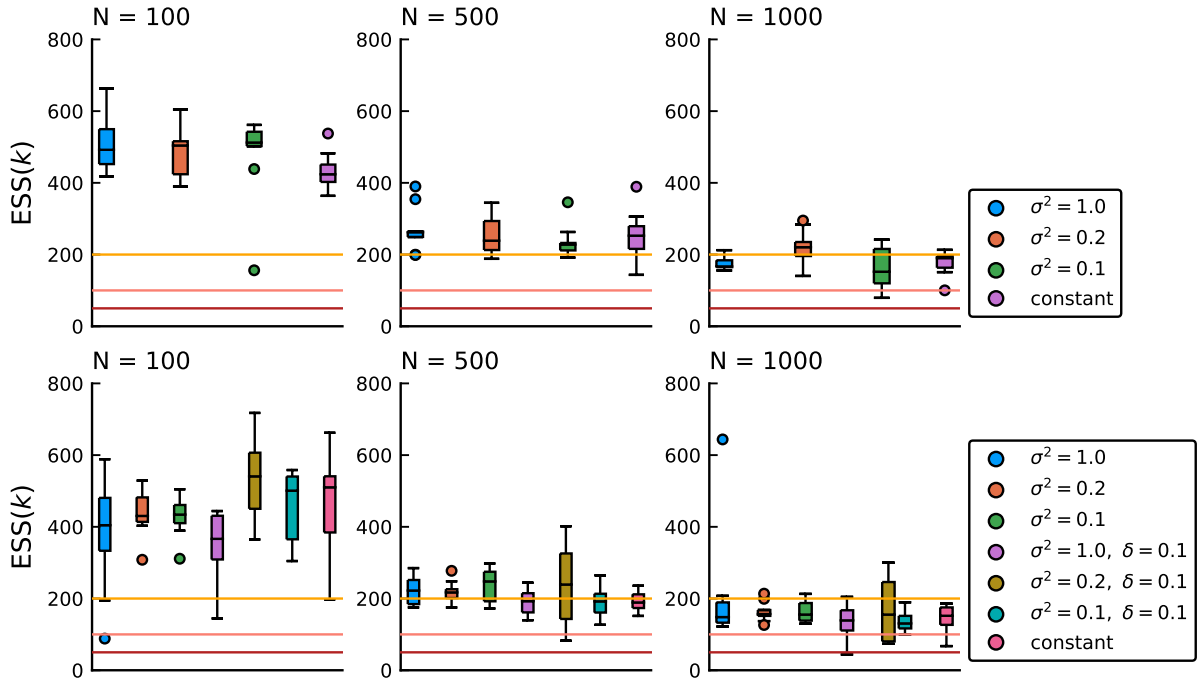 N = 100
N = 500
N = 1000
800
600
400
200
0
ESS(k)
800
600
400
200
0
800
600
400
200
0
σ² = 1.0
σ² = 0.2
σ² = 0.1
constant
N = 100
N = 500
N = 1000
800
600
400
200
0
ESS(k)
800
600
400
200
0
800
600
400
200
0
σ² = 1.0
σ² = 0.2
σ² = 0.1
σ² = 1.0, δ = 0.1
σ² = 0.2, δ = 0.1
σ² = 0.1, δ = 0.1
constant